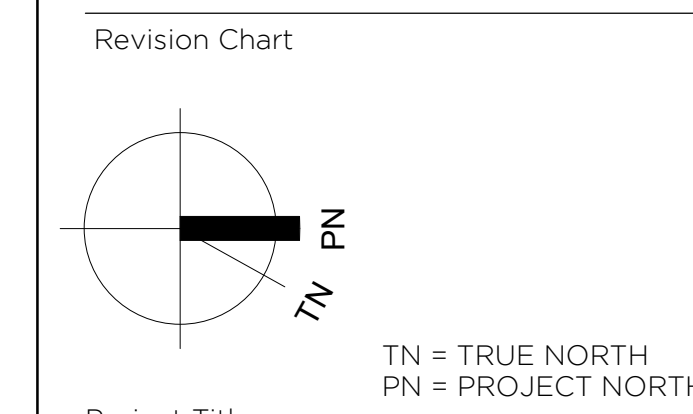 Revision Chart
PN
TN
TN = TRUE NORTH
PN = PROJECT NORTH